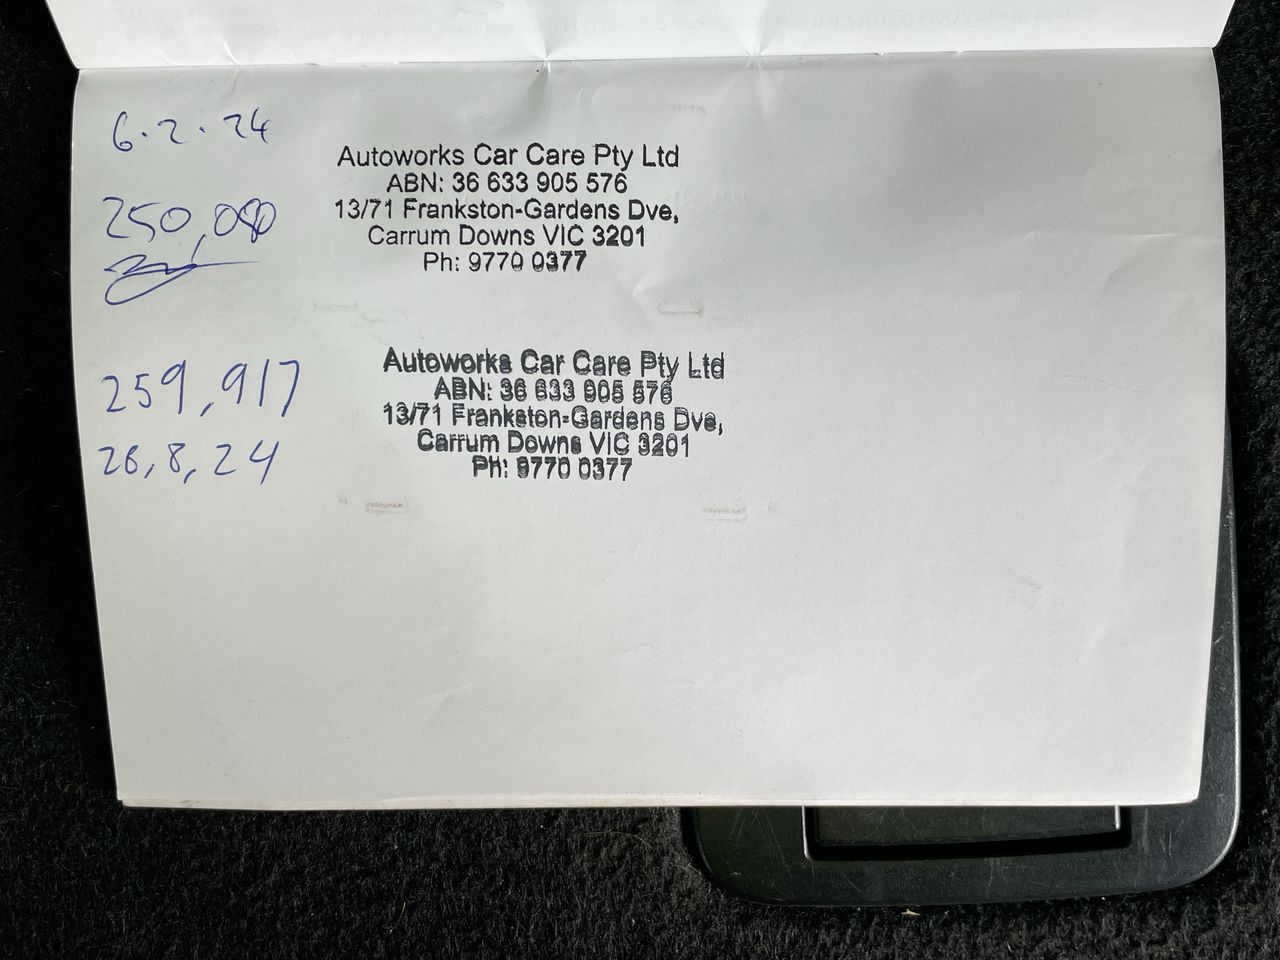 6.2.24
Autoworks Car Care Pty Ltd
ABN: 36 633 905 576
250,080
13/71 Frankston-Gardens Dve,
Carrum Downs VIC 3201
Ph: 9770 0377
Autoworks Car Care Pty Ltd
ABN: 36 633 905 576
259,917
13/71 Frankston-Gardens Dve,
Carrum Downs VIC 3201
26,8,24
Ph: 9770 0377